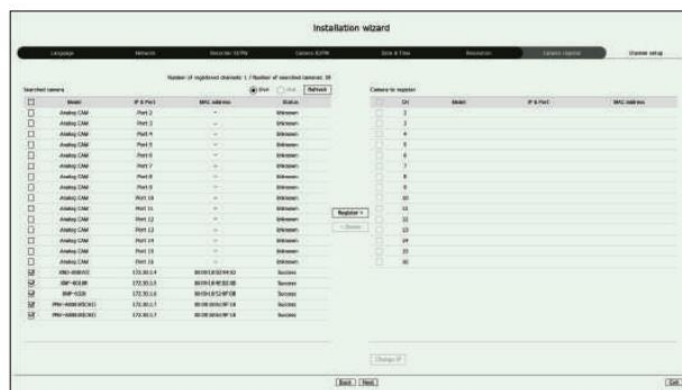 Installation wizard
Language Network Recorder ID/PW Camera ID/PW Date & Time Resolution Camera register Channel setup
Number of registered channels: 1 / Number of searched cameras:
Searched camera IPv4 IPv6 Refresh Camera to register
Model IP & Port MAC address Status CH Model IP & Port MAC address
Analog CAM Port 2 - Unknown 2
Analog CAM Port 3 - Unknown 3
Analog CAM Port 4 - Unknown 4
Analog CAM Port 5 - Unknown 5
Analog CAM Port 6 - Unknown 6
Analog CAM Port 7 - Unknown 7
Analog CAM Port 8 - Unknown 8
Analog CAM Port 9 - Unknown 9
Analog CAM Port 10 - Unknown 10
Analog CAM Port 11 - Unknown 11
Analog CAM Port 12 - Unknown 12
Analog CAM Port 13 - Unknown 13
Analog CAM Port 14 - Unknown 14
Analog CAM Port 15 - Unknown 15
Analog CAM Port 16 - Unknown 16
Register >
< Delete
Success
Success
Success
Success
Success
Change IP
Back Next Exit